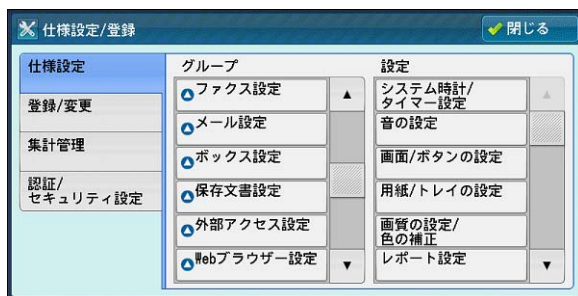 仕様設定/登録
閉じる
仕様設定
登録/変更
集計管理
認証/
セキュリティ設定
グループ
ファクス設定
メール設定
ボックス設定
保存文書設定
外部アクセス設定
Webブラウザー設定
設定
システム時計/
タイマー設定
音の設定
画面/ボタンの設定
用紙/トレイの設定
画質の設定/
色の補正
レポート設定